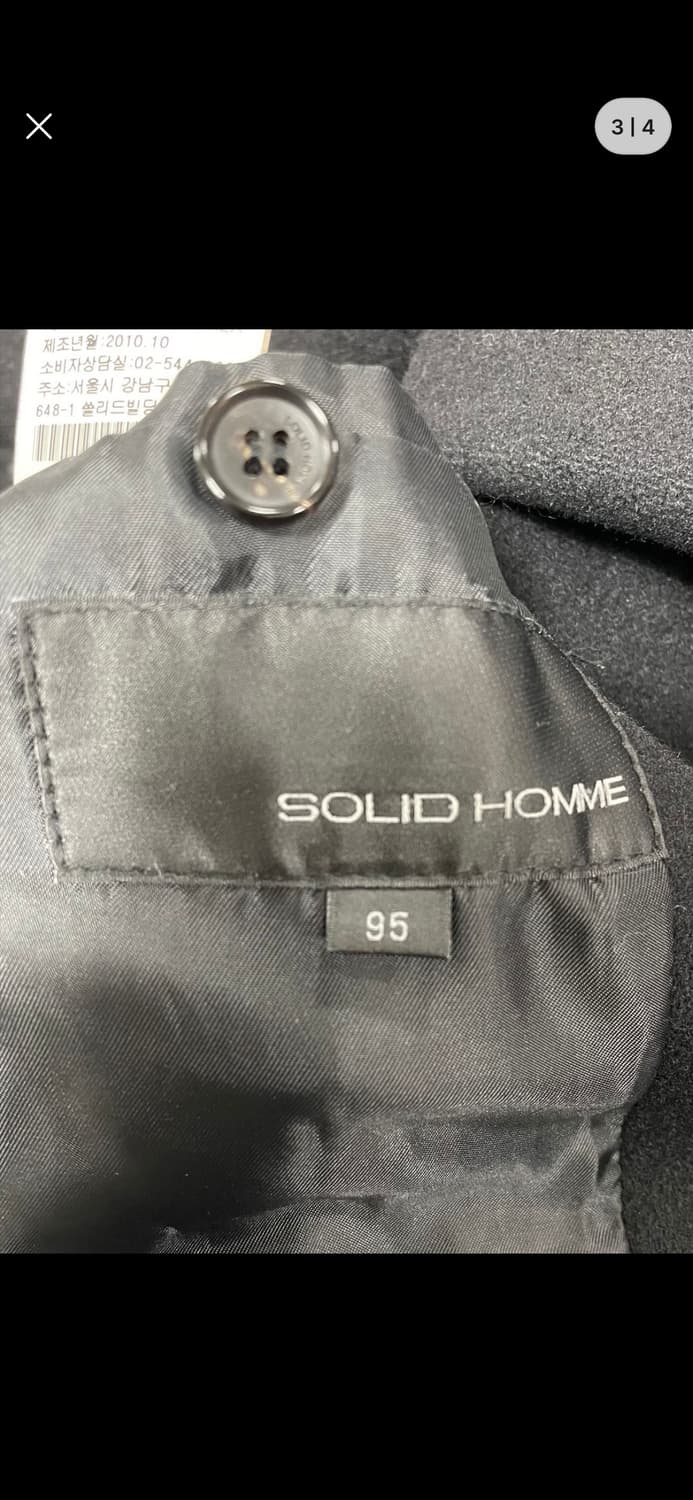 3 | 4
제조년월:2010.10
소비자상담실:02-544
주소:서울시 강남구
648-1 쏠리드빌딩
SOLID HOMME
95